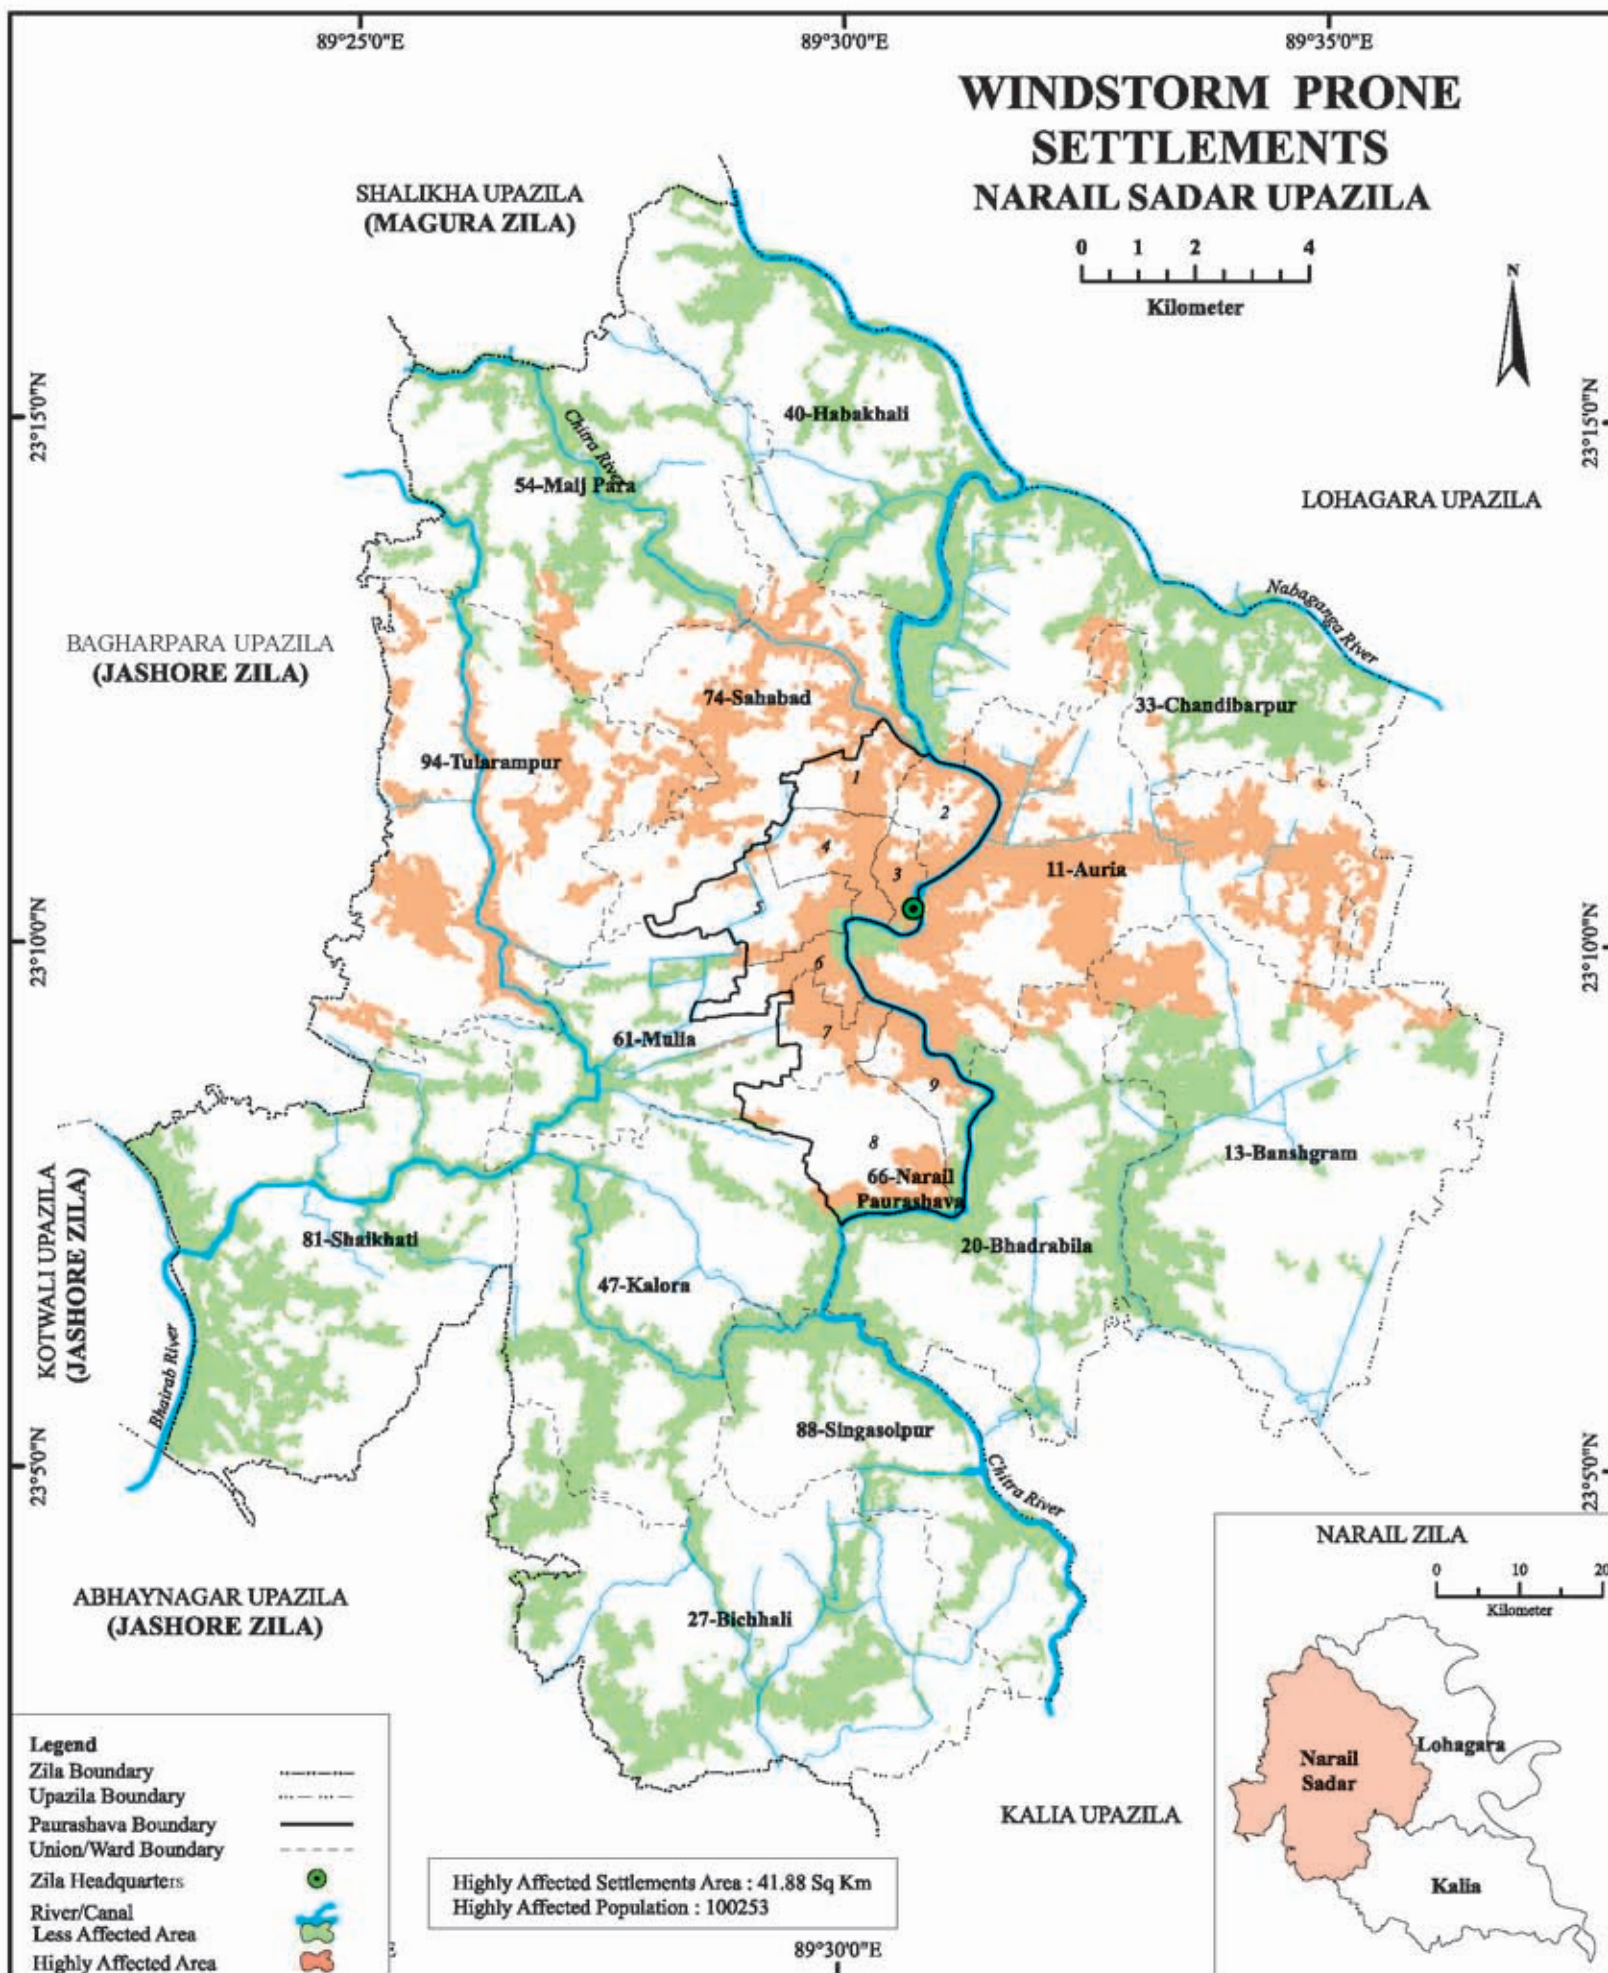 89°25'0"E
89°30'0"E
89°35'0"E
WINDSTORM PRONE
SETTLEMENTS
NARAIL SADAR UPAZILA
0 1 2 4
Kilometer
N
SHALIKHA UPAZILA
(MAGURA ZILA)
23°15'0"N
23°15'0"N
40-Habakhali
Chitra River
54-Maij Para
LOHAGARA UPAZILA
Nabaganga River
BAGHARPARA UPAZILA
(JASHORE ZILA)
74-Sahabad
33-Chandibarpur
94-Tularampur
1
2
4
3
11-Auria
5
23°10'0"N
23°10'0"N
6
7
61-Mulia
9
8
66-Narail
Paurashava
13-Banshgram
KOTWALI UPAZILA
(JASHORE ZILA)
81-Shaikhati
20-Bhadrabila
47-Kalora
Bhairab River
88-Singasolpur
23°5'0"N
23°5'0"N
Chitra River
ABHAYNAGAR UPAZILA
(JASHORE ZILA)
27-Bichhali
KALIA UPAZILA
NARAIL ZILA
0 10 20
Kilometer
Lohagara
Narail
Sadar
Kalia
Legend
Zila Boundary
Upazila Boundary
Paurashava Boundary
Union/Ward Boundary
Zila Headquarters
River/Canal
Less Affected Area
Highly Affected Area
Highly Affected Settlements Area : 41.88 Sq Km
Highly Affected Population : 100253
E
89°30'0"E